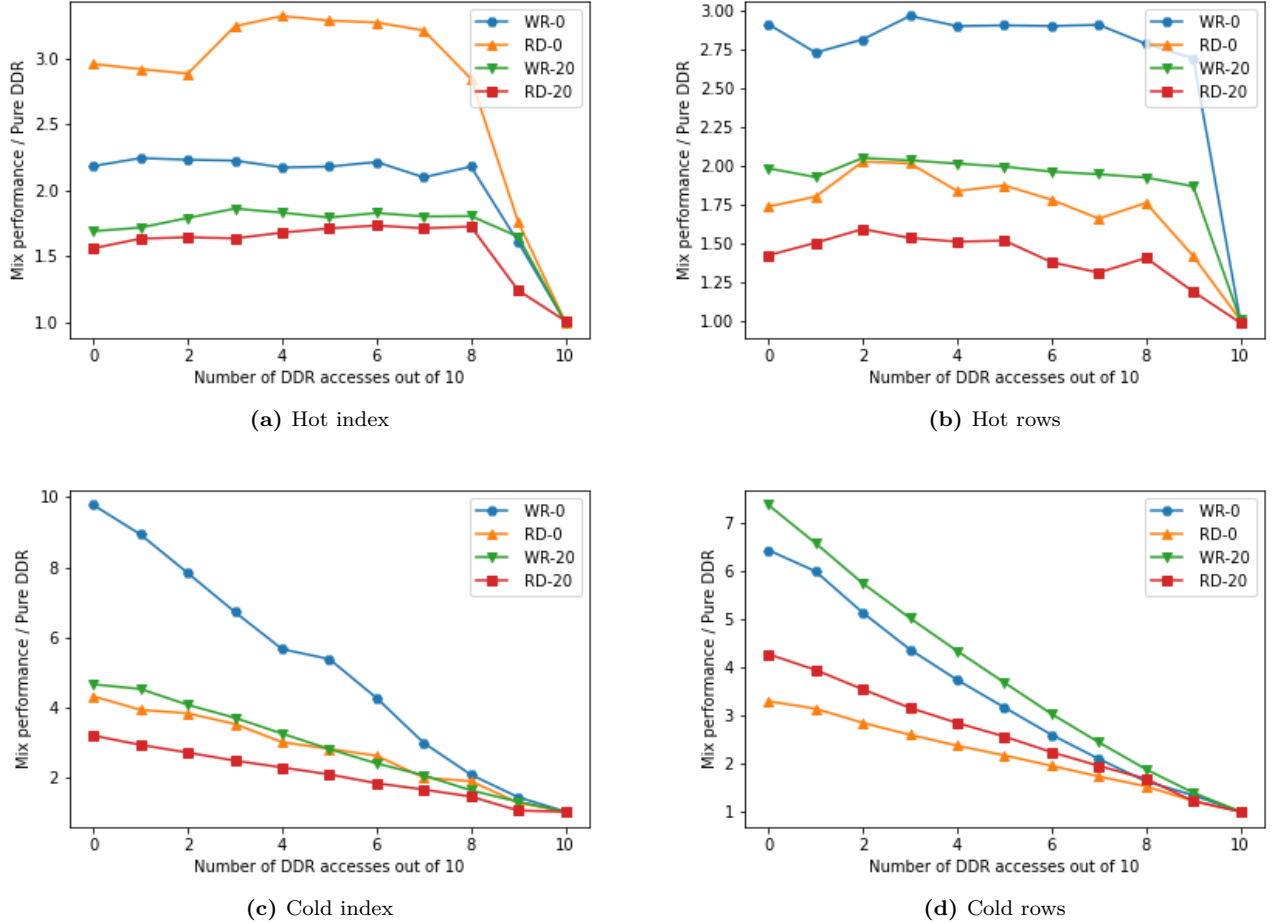 Mix performance / Pure DDR
3.0
2.5
2.0
1.5
1.0
WR-0
RD-0
WR-20
RD-20
0 2 4 6 8 10
Number of DDR accesses out of 10
(a) Hot index
Mix performance / Pure DDR
3.00
2.75
2.50
2.25
2.00
1.75
1.50
1.25
1.00
WR-0
RD-0
WR-20
RD-20
0 2 4 6 8 10
Number of DDR accesses out of 10
(b) Hot rows
Mix performance / Pure DDR
10
8
6
4
2
WR-0
RD-0
WR-20
RD-20
0 2 4 6 8 10
Number of DDR accesses out of 10
(c) Cold index
Mix performance / Pure DDR
7
6
5
4
3
2
1
WR-0
RD-0
WR-20
RD-20
0 2 4 6 8 10
Number of DDR accesses out of 10
(d) Cold rows